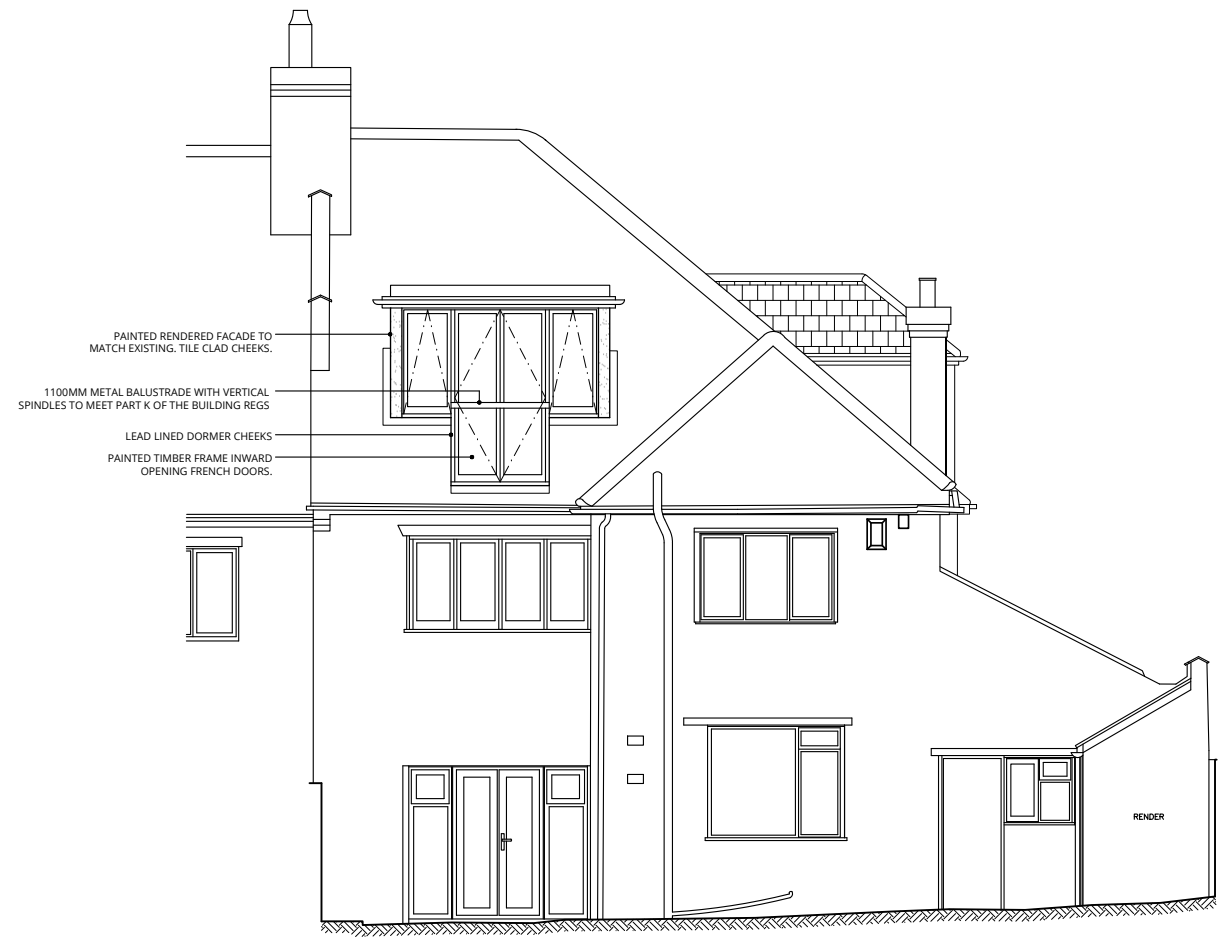 PAINTED RENDERED FACADE TO
MATCH EXISTING. TILE CLAD CHEEKS.
1100MM METAL BALUSTRADE WITH VERTICAL
SPINDLES TO MEET PART K OF THE BUILDING REGS
LEAD LINED DORMER CHEEKS
PAINTED TIMBER FRAME INWARD
OPENING FRENCH DOORS.
RENDER